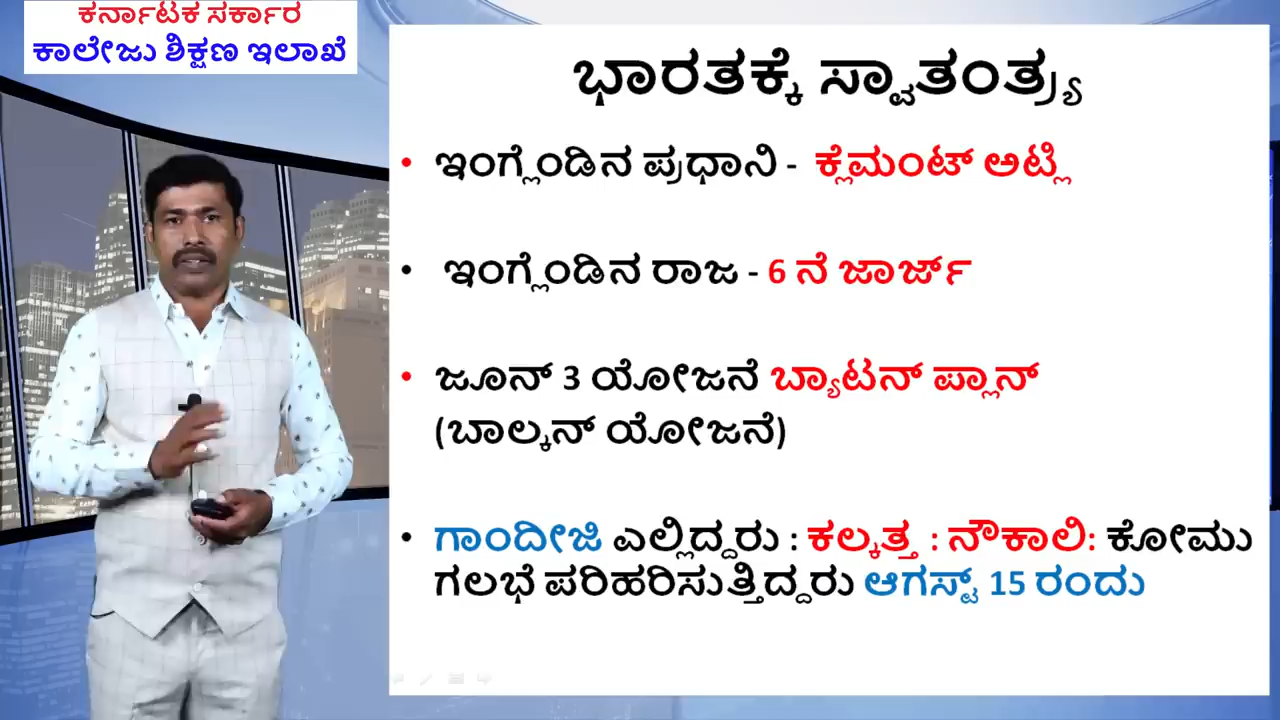 ಕರ್ನಾಟಕ ಸರ್ಕಾರ
ಕಾಲೇಜು ಶಿಕ್ಷಣ ಇಲಾಖೆ
ಭಾರತಕ್ಕೆ ಸ್ವಾತಂತ್ರ್ಯ
• ಇಂಗ್ಲೆಂಡಿನ ಪ್ರಧಾನಿ - ಕ್ಲೆಮಂಟ್ ಅಟ್ಲಿ
• ಇಂಗ್ಲೆಂಡಿನ ರಾಜ - 6 ನೆ ಜಾರ್ಜ್
• ಜೂನ್ 3 ಯೋಜನೆ ಬ್ಯಾಟನ್ ಪ್ಲಾನ್
(ಬಾಲ್ಕನ್ ಯೋಜನೆ)
• ಗಾಂದೀಜಿ ಎಲ್ಲಿದ್ದರು : ಕಲ್ಕತ್ತ : ನೌಕಾಲಿ: ಕೋಮು
ಗಲಭೆ ಪರಿಹರಿಸುತ್ತಿದ್ದರು ಆಗಸ್ಟ್ 15 ರಂದು